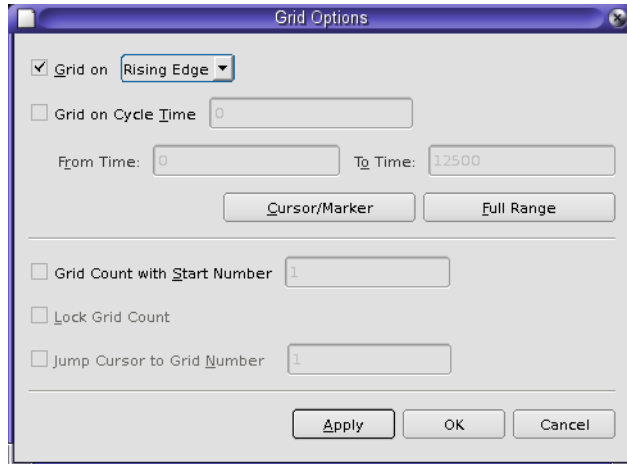 Grid Options
Grid on Rising Edge
Grid on Cycle Time 0
From Time: 0 To Time: 12500
Cursor/Marker Full Range
Grid Count with Start Number 1
Lock Grid Count
Jump Cursor to Grid Number 1
Apply OK Cancel